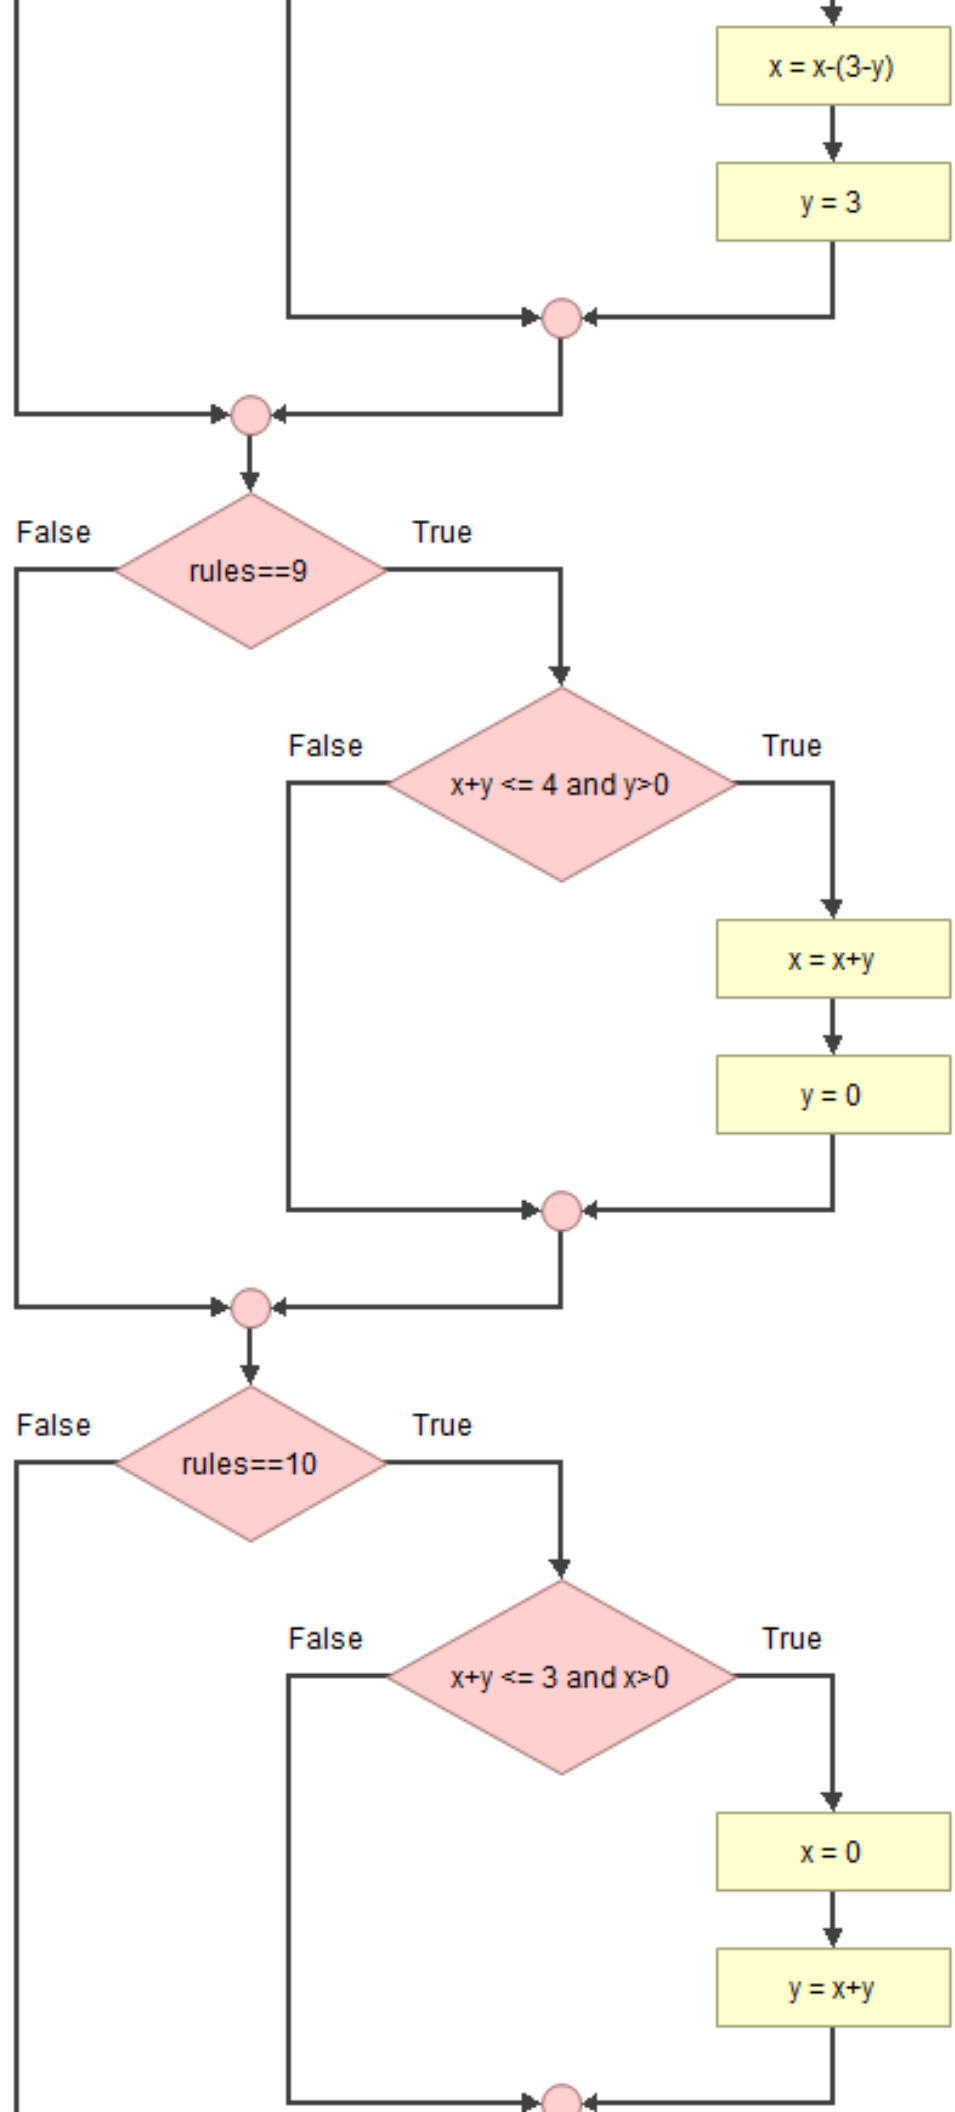 x = x-(3-y)
y = 3
False
True
rules==9
False
True
x+y <= 4 and y>0
x = x+y
y = 0
False
True
rules==10
False
True
x+y <= 3 and x>0
x = 0
y = x+y